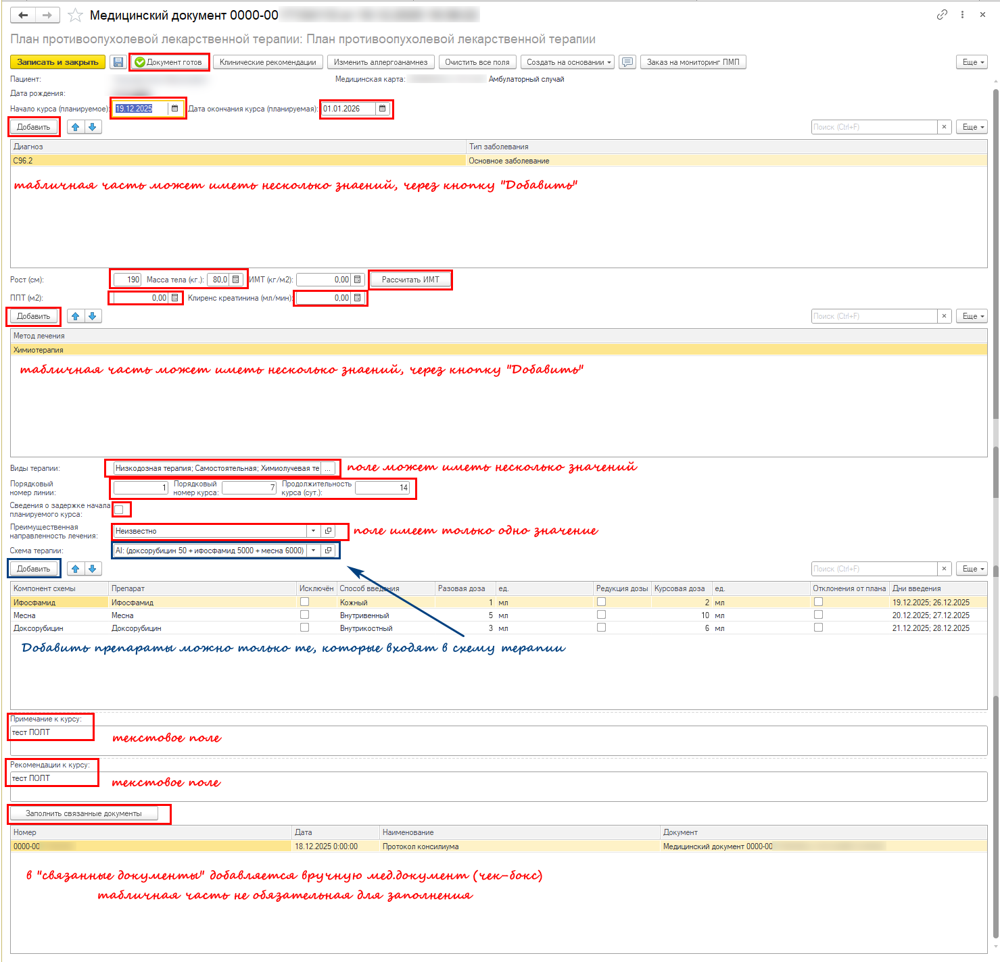 Медицинский документ 0000-00
План противоопухолевой лекарственной терапии: План противоопухолевой лекарственной терапии
Записать и закрыть Документ готов Клинические рекомендации Изменить аллергоанамнез Очистить все поля Создать на основании Заказ на мониторинг ПМП Еще
Пациент: Медицинская карта: Амбулаторный случай
Дата рождения:
Начало курса (планируемое): 19.12.2025 Дата окончания курса (планируемая): 01.01.2026
Добавить Поиск (Ctrl+F) × Еще
Диагноз Тип заболевания
C96.2 Основное заболевание
табличная часть может иметь несколько знаений, через кнопку "Добавить"
Рост (см): 190 Масса тела (кг.): 80,0 ИМТ (кг/м2): 0,00 Рассчитать ИМТ
ППТ (м2): 0,00 Клиренс креатинина (мл/мин): 0,00
Добавить Поиск (Ctrl+F) × Еще
Метод лечения
Химиотерапия
табличная часть может иметь несколько знаений, через кнопку "Добавить"
Виды терапии: Низкодозная терапия; Самостоятельная; Химиолучевая те ... поле может иметь несколько значений
Порядковый номер линии: 1 Порядковый номер курса: 7 Продолжительность курса (сут.): 14
Сведения о задержке начала
планируемого курса:
Преимущественная
направленность лечения: Неизвестно поле имеет только одно значение
Схема терапии: AI: (доксорубицин 50 + ифосфамид 5000 + месна 6000)
Добавить Поиск (Ctrl+F) × Еще
Компонент схемы Препарат Исключён Способ введения Разовая доза ед. Редукция дозы Курсовая доза ед. Отклонения от плана Дни введения
Ифосфамид Ифосфамид Кожный 1 мл 2 мл 19.12.2025; 26.12.2025
Месна Месна Внутривенный 5 мл 10 мл 20.12.2025; 27.12.2025
Доксорубицин Доксорубицин Внутрикостный 3 мл 6 мл 21.12.2025; 28.12.2025
Добавить препараты можно только те, которые входят в схему терапии
Примечание к курсу:
тест ПОЛТ
текстовое поле
Рекомендации к курсу:
тест ПОЛТ
текстовое поле
Заполнить связанные документы
Номер Дата Наименование Документ
0000-00 18.12.2025 0:00:00 Протокол консилиума Медицинский документ 0000-00
в "связанные документы" добавляется вручную мед.документ (чек-бокс)
табличная часть не обязательная для заполнения